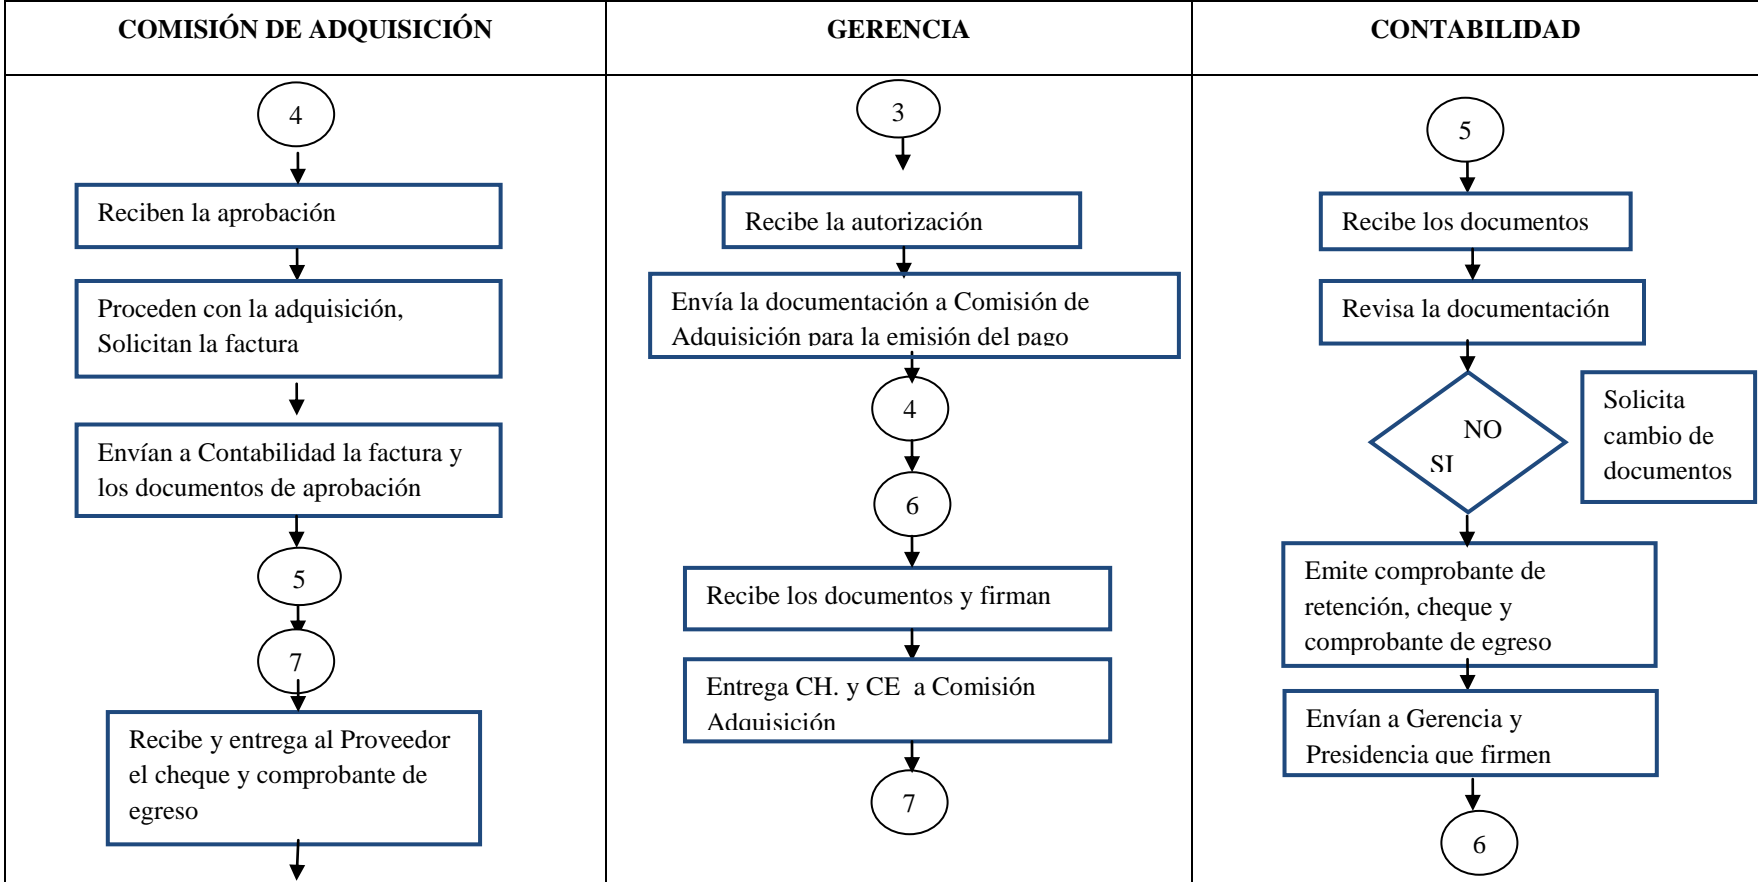 COMISIÓN DE ADQUISICIÓN
GERENCIA
CONTABILIDAD
4
Reciben la aprobación
Proceden con la adquisición,
Solicitan la factura
Envían a Contabilidad la factura y
los documentos de aprobación
5
7
Recibe y entrega al Proveedor
el cheque y comprobante de
egreso
3
Recibe la autorización
Envía la documentación a Comisión de
Adquisición para la emisión del pago
4
6
Recibe los documentos y firman
Entrega CH. y CE a Comisión
Adquisición
7
5
Recibe los documentos
Revisa la documentación
NO
SI
Solicita
cambio de
documentos
Emite comprobante de
retención, cheque y
comprobante de egreso
Envían a Gerencia y
Presidencia que firmen
6